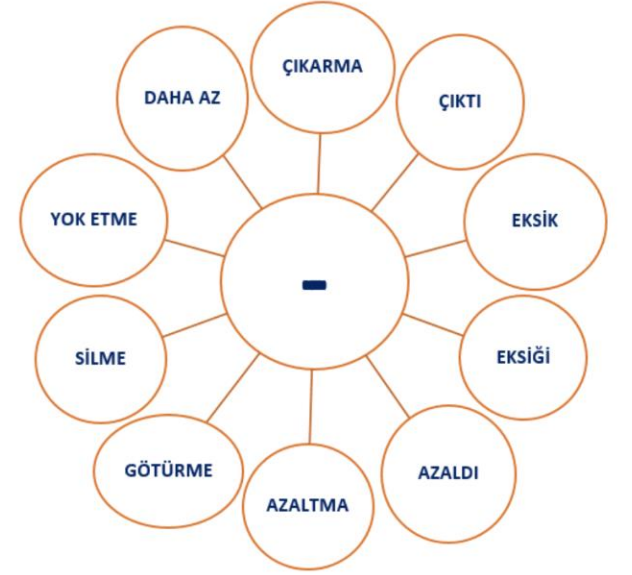 ÇIKARMA
ÇIKTI
EKSİK
EKSİĞİ
AZALDI
AZALTMA
GÖTÜRME
SİLME
YOK ETME
DAHA AZ
-